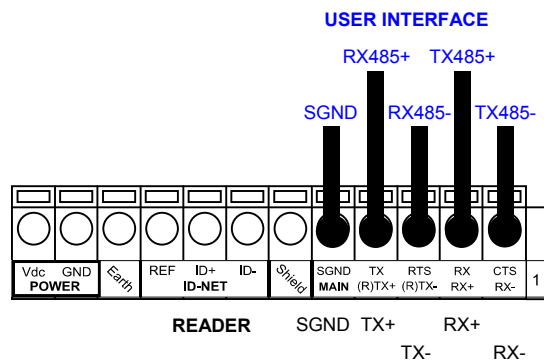 USER INTERFACE
RX485+ TX485+
SGND RX485- TX485-
Vdc GND Earth REF ID+ ID- Shield SGND TX RTS RX CTS
POWER ID-NET MAIN (R)TX+ (R)TX- RX+ RX- 1
READER SGND TX+ RX+
TX- RX-